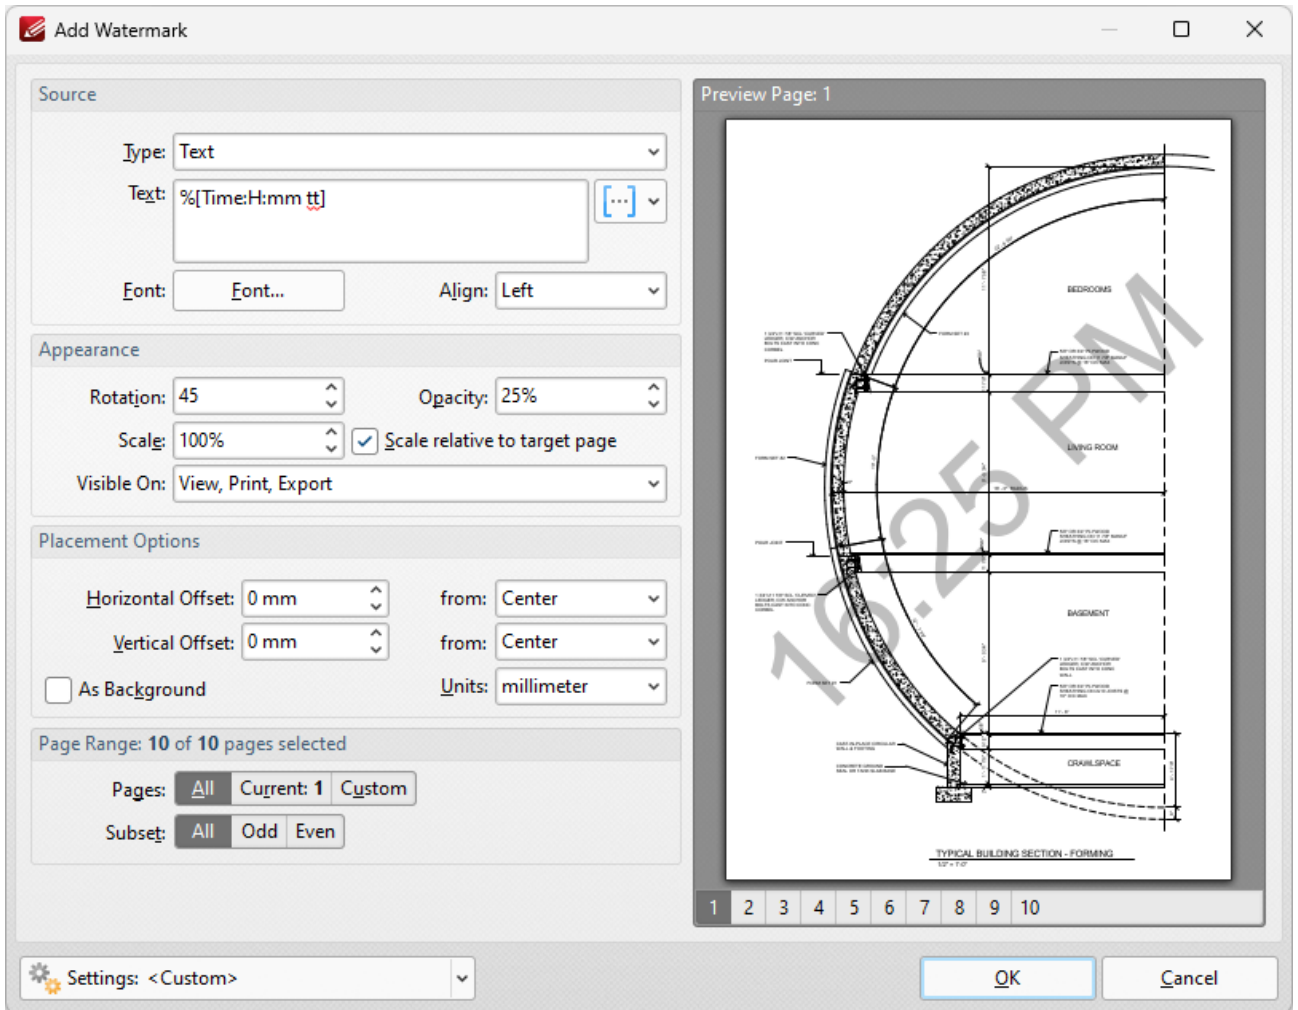 Add Watermark
Source
Type: Text
Text: %[Time:H:mm tt]
Font: Font... Align: Left
Appearance
Rotation: 45 Opacity: 25%
Scale: 100% Scale relative to target page
Visible On: View, Print, Export
Placement Options
Horizontal Offset: 0 mm from: Center
Vertical Offset: 0 mm from: Center
As Background Units: millimeter
Page Range: 10 of 10 pages selected
Pages: All Current: 1 Custom
Subset: All Odd Even
Preview Page: 1
BEDROOMS
LIVING ROOM
BASEMENT
CRAWLSPACE
16:25 PM
TYPICAL BUILDING SECTION - FORMING
1 2 3 4 5 6 7 8 9 10
Settings: <Custom>
OK Cancel